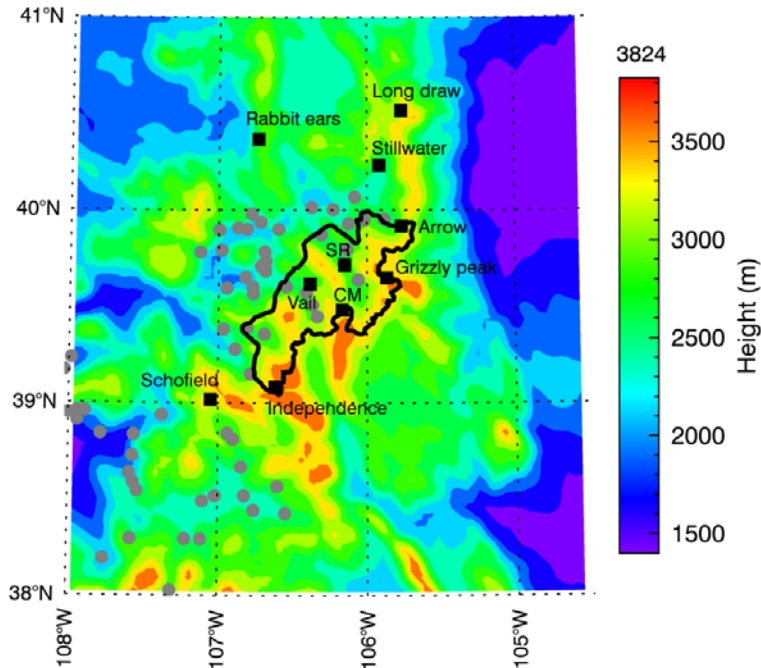 41°N
3824
Long draw
Rabbit ears
3500
Stillwater
40°N
Arrow
SR
3000
Grizzly peak
Vail
CM
Height (m)
2500
Schofield
39°N
Independence
2000
1500
38°N
108°W
107°W
106°W
105°W